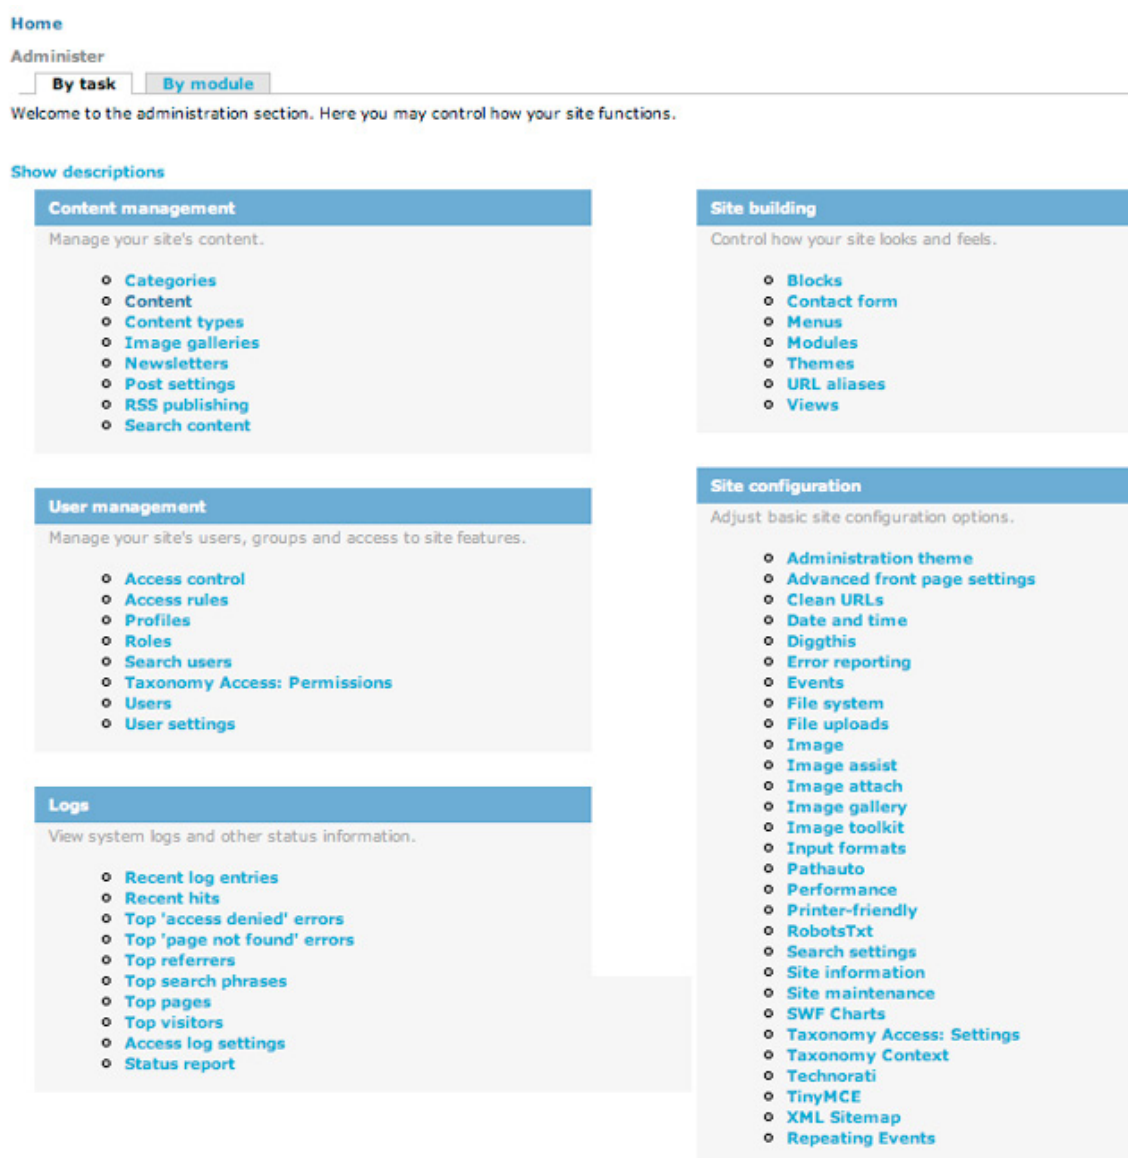 Home
Administer
By task
By module
Welcome to the administration section. Here you may control how your site functions.
Show descriptions
Content management
Manage your site's content.
Categories
Content
Content types
Image galleries
Newsletters
Post settings
RSS publishing
Search content
User management
Manage your site's users, groups and access to site features.
Access control
Access rules
Profiles
Roles
Search users
Taxonomy Access: Permissions
Users
User settings
Logs
View system logs and other status information.
Recent log entries
Recent hits
Top 'access denied' errors
Top 'page not found' errors
Top referrers
Top search phrases
Top pages
Top visitors
Access log settings
Status report
Site building
Control how your site looks and feels.
Blocks
Contact form
Menus
Modules
Themes
URL aliases
Views
Site configuration
Adjust basic site configuration options.
Administration theme
Advanced front page settings
Clean URLs
Date and time
Diggthis
Error reporting
Events
File system
File uploads
Image
Image assist
Image attach
Image gallery
Image toolkit
Input formats
Pathauto
Performance
Printer-friendly
RobotsTxt
Search settings
Site information
Site maintenance
SWF Charts
Taxonomy Access: Settings
Taxonomy Context
Technorati
TinyMCE
XML Sitemap
Repeating Events